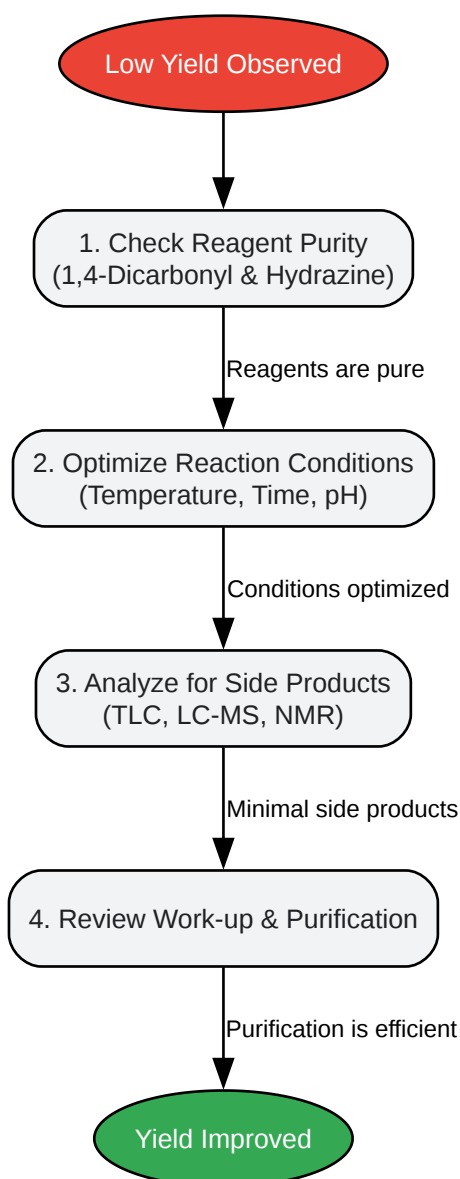 Low Yield Observed
1. Check Reagent Purity
(1,4-Dicarbonyl & Hydrazine)
Reagents are pure
2. Optimize Reaction Conditions
(Temperature, Time, pH)
Conditions optimized
3. Analyze for Side Products
(TLC, LC-MS, NMR)
Minimal side products
4. Review Work-up & Purification
Purification is efficient
Yield Improved